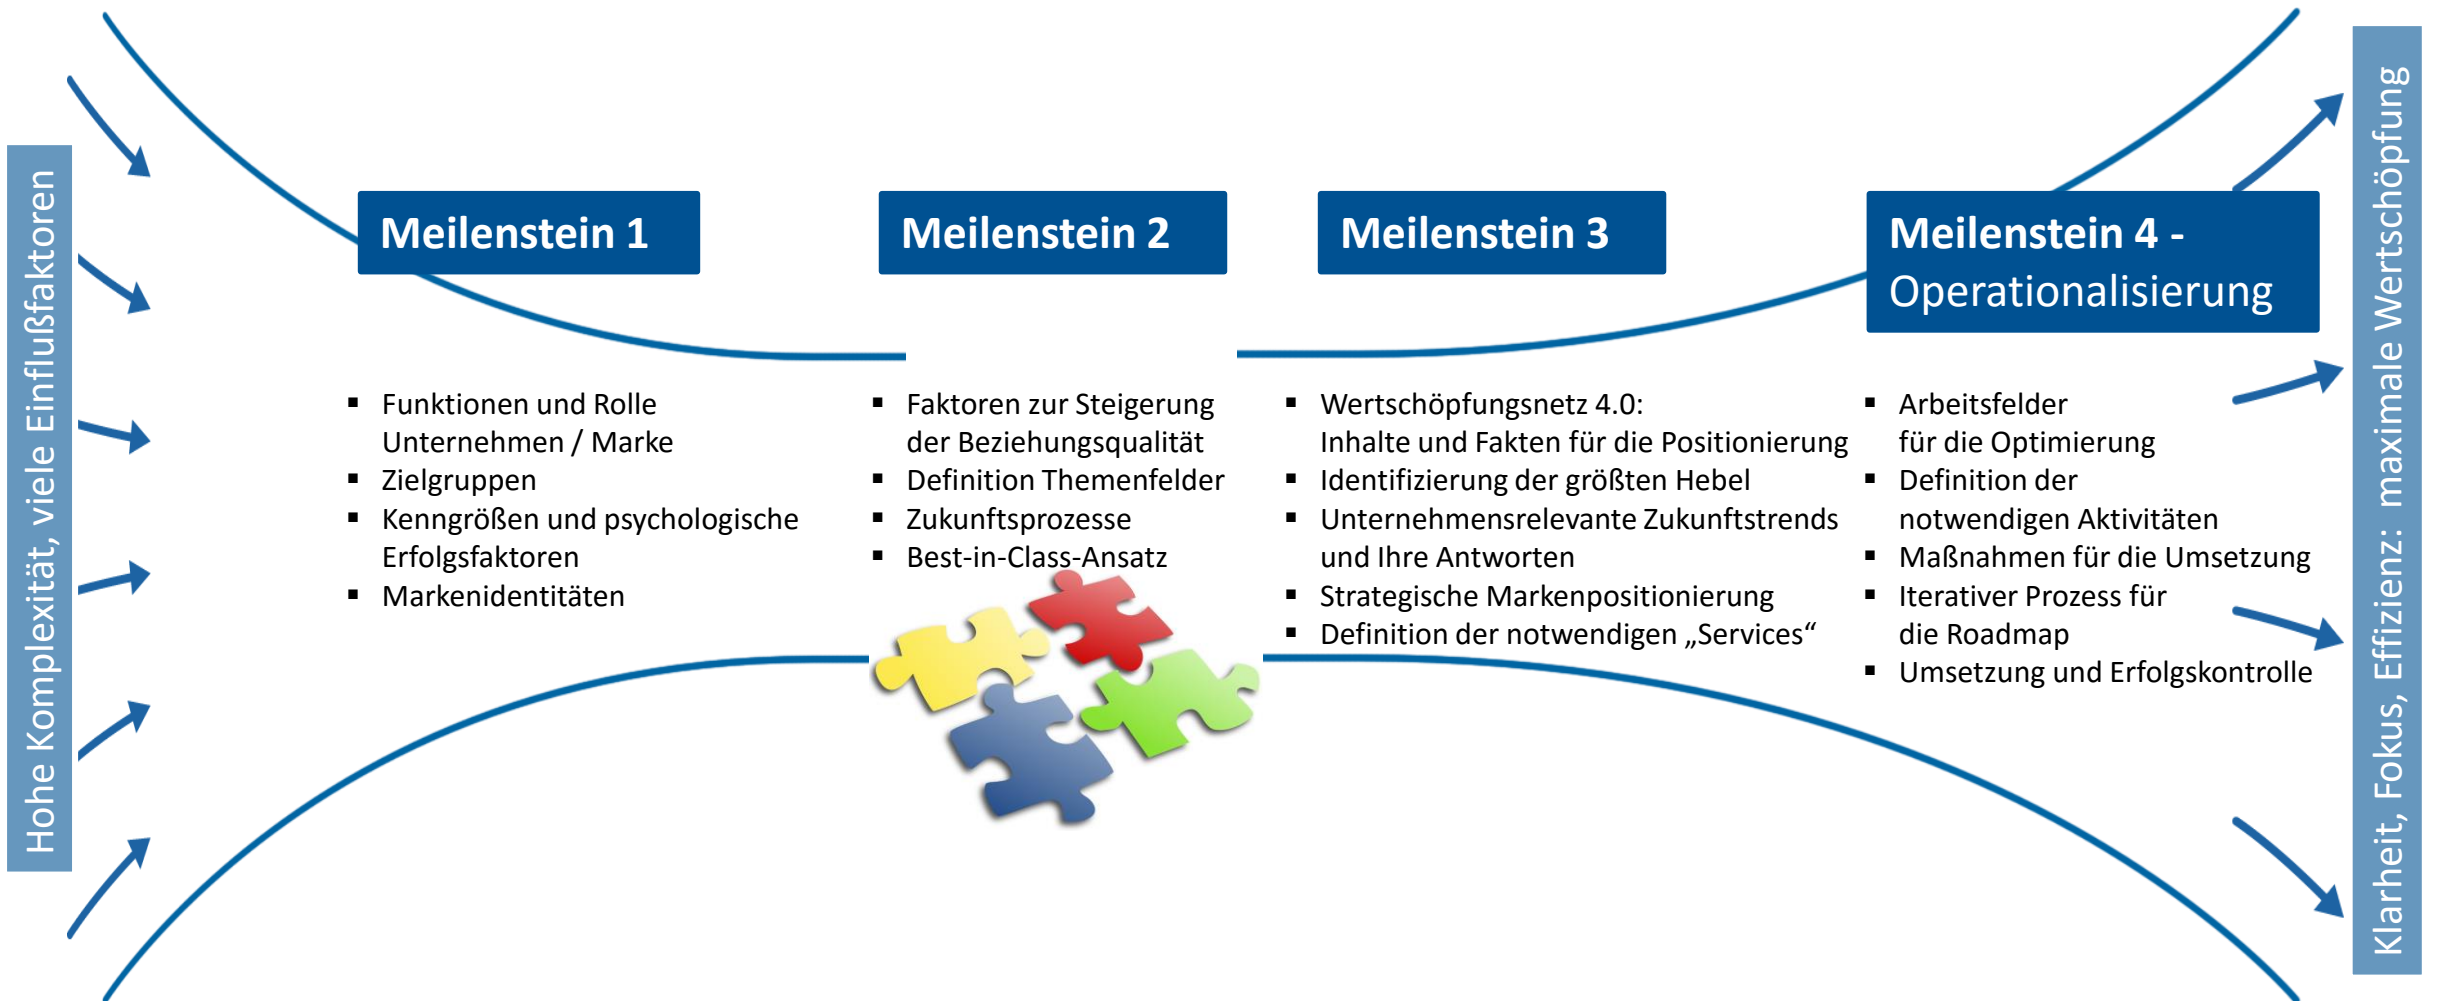 Hohe Komplexität, viele Einflußfaktoren
Meilenstein 1
▪ Funktionen und Rolle
Unternehmen / Marke
▪ Zielgruppen
▪ Kenngrößen und psychologische
Erfolgsfaktoren
▪ Markenidentitäten
Meilenstein 2
▪ Faktoren zur Steigerung
der Beziehungsqualität
▪ Definition Themenfelder
▪ Zukunftsprozesse
▪ Best-in-Class-Ansatz
Meilenstein 3
▪ Wertschöpfungsnetz 4.0:
Inhalte und Fakten für die Positionierung
▪ Identifizierung der größten Hebel
▪ Unternehmensrelevante Zukunftstrends
und Ihre Antworten
▪ Strategische Markenpositionierung
▪ Definition der notwendigen „Services“
Meilenstein 4 -
Operationalisierung
▪ Arbeitsfelder
für die Optimierung
▪ Definition der
notwendigen Aktivitäten
▪ Maßnahmen für die Umsetzung
▪ Iterativer Prozess für
die Roadmap
▪ Umsetzung und Erfolgskontrolle
Klarheit, Fokus, Effizienz: maximale Wertschöpfung